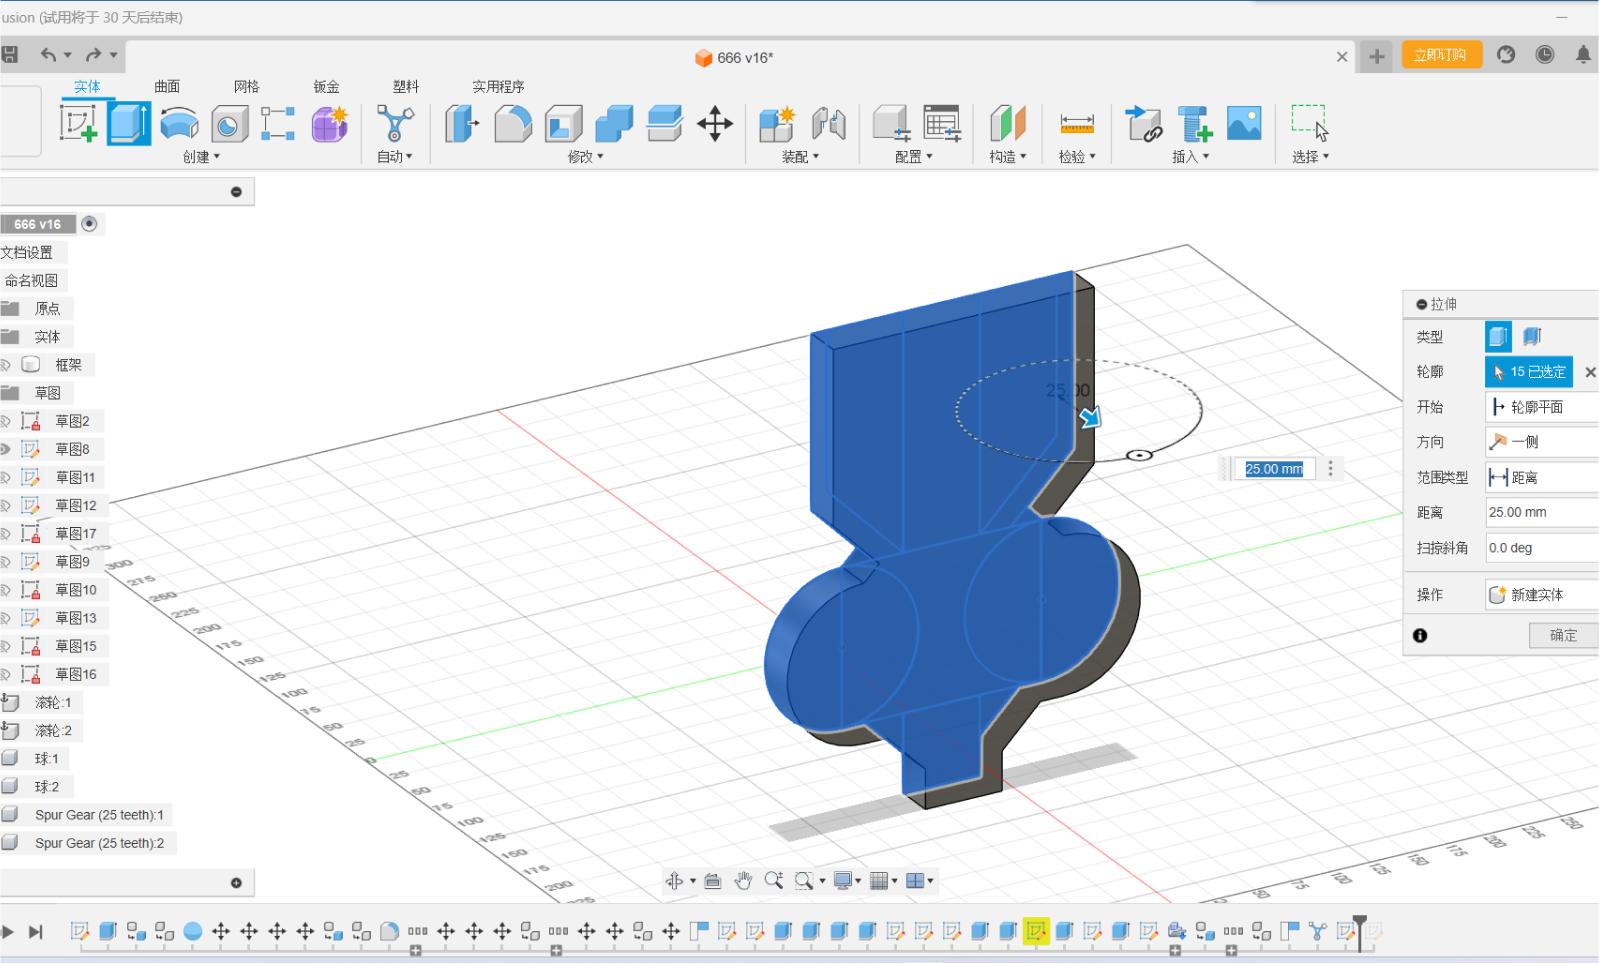 usion (试用将于 30 天后结束)
666 v16*
立即订购
实体
曲面
网格
钣金
塑料
实用程序
创建
自动
修改
装配
配置
构造
检验
插入
选择
666 v16
文档设置
命名视图
原点
实体
框架
草图
草图2
草图8
草图11
草图12
草图17
草图9
草图10
草图13
草图15
草图16
滚轮:1
滚轮:2
球:1
球:2
Spur Gear (25 teeth):1
Spur Gear (25 teeth):2
25.00
25.00 mm
拉伸
类型
轮廓 15 已选定
开始 轮廓平面
方向 一侧
范围类型 距离
距离 25.00 mm
扫掠斜角 0.0 deg
操作 新建实体
确定
300
275
250
225
200
175
150
125
100
75
50
25
0
25
50
75
100
125
150
175
200
50
75
100
125
150
175
200
225
250